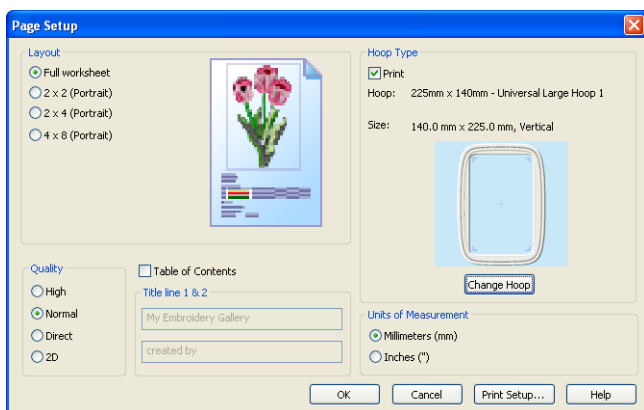 Page Setup
Layout
Full worksheet
2 x 2 (Portrait)
2 x 4 (Portrait)
4 x 8 (Portrait)
Hoop Type
Print
Hoop: 225mm x 140mm - Universal Large Hoop 1
Size: 140.0 mm x 225.0 mm, Vertical
Change Hoop
Quality
High
Normal
Direct
2D
Table of Contents
Title line 1 & 2
My Embroidery Gallery
created by
Units of Measurement
Millimeters (mm)
Inches (")
OK Cancel Print Setup... Help